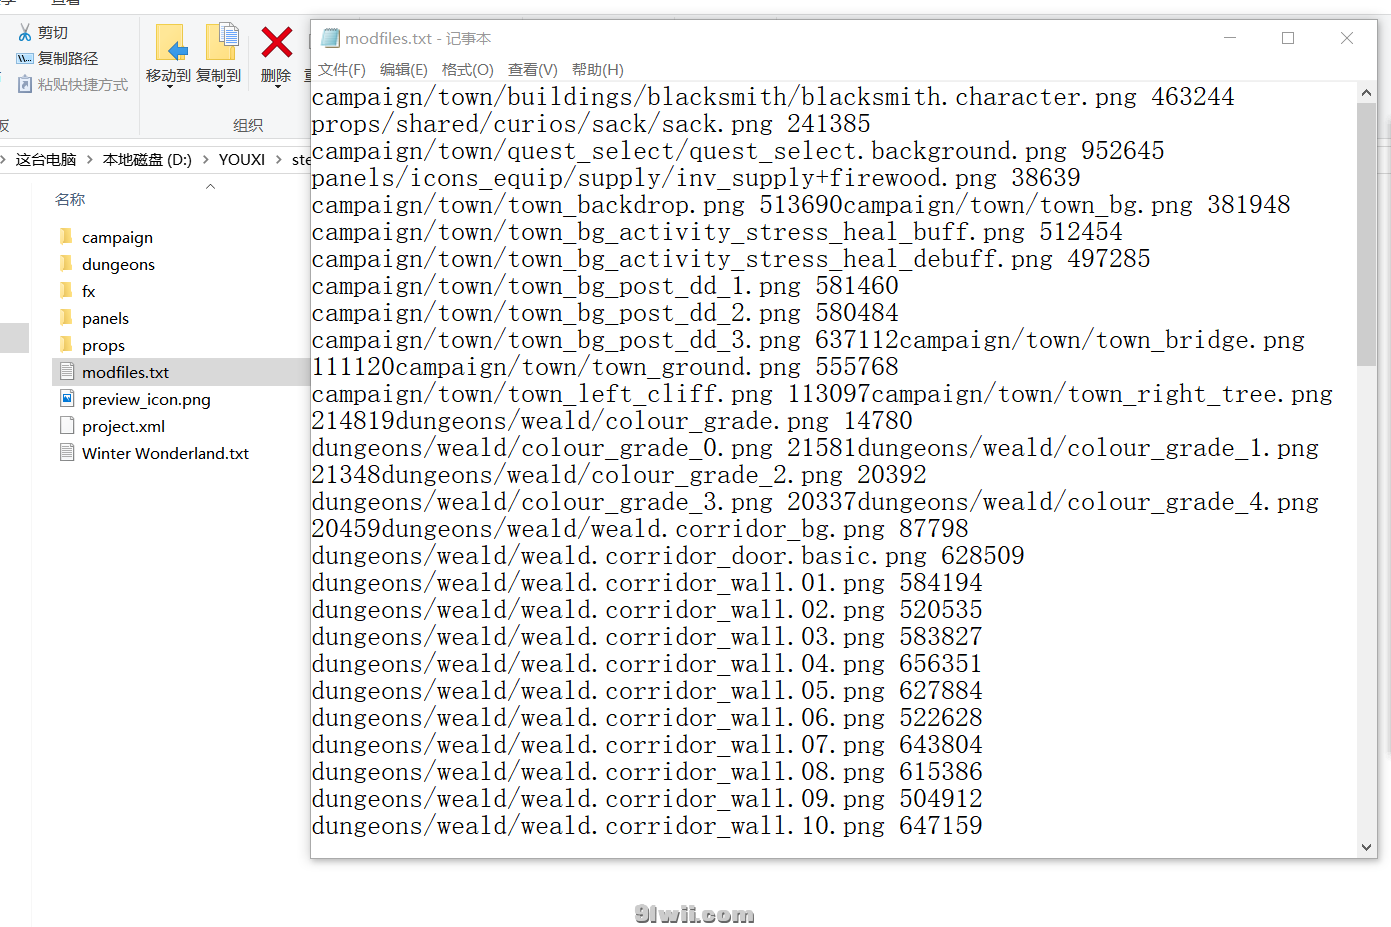 查看
剪切
复制路径
粘贴快捷方式
移动到
复制到
删除
组织
这台电脑
本地磁盘 (D:)
YOUXI
ste
名称
campaign
dungeons
fx
panels
props
modfiles.txt
preview_icon.png
project.xml
Winter Wonderland.txt
modfiles.txt - 记事本
文件(F) 编辑(E) 格式(O) 查看(V) 帮助(H)
campaign/town/buildings/blacksmith/blacksmith.character.png 463244
props/shared/curios/sack/sack.png 241385
campaign/town/quest_select/quest_select.background.png 952645
panels/icons_equip/supply/inv_supply+firewood.png 38639
campaign/town/town_backdrop.png 513690campaign/town/town_bg.png 381948
campaign/town/town_bg_activity_stress_heal_buff.png 512454
campaign/town/town_bg_activity_stress_heal_debuff.png 497285
campaign/town/town_bg_post_dd_1.png 581460
campaign/town/town_bg_post_dd_2.png 580484
campaign/town/town_bg_post_dd_3.png 637112campaign/town/town_bridge.png
111120campaign/town/town_ground.png 555768
campaign/town/town_left_cliff.png 113097campaign/town/town_right_tree.png
214819dungeons/weald/colour_grade.png 14780
dungeons/weald/colour_grade_0.png 21581dungeons/weald/colour_grade_1.png
21348dungeons/weald/colour_grade_2.png 20392
dungeons/weald/colour_grade_3.png 20337dungeons/weald/colour_grade_4.png
20459dungeons/weald/weald.corridor_bg.png 87798
dungeons/weald/weald.corridor_door.basic.png 628509
dungeons/weald/weald.corridor_wall.01.png 584194
dungeons/weald/weald.corridor_wall.02.png 520535
dungeons/weald/weald.corridor_wall.03.png 583827
dungeons/weald/weald.corridor_wall.04.png 656351
dungeons/weald/weald.corridor_wall.05.png 627884
dungeons/weald/weald.corridor_wall.06.png 522628
dungeons/weald/weald.corridor_wall.07.png 643804
dungeons/weald/weald.corridor_wall.08.png 615386
dungeons/weald/weald.corridor_wall.09.png 504912
dungeons/weald/weald.corridor_wall.10.png 647159
91wii.com